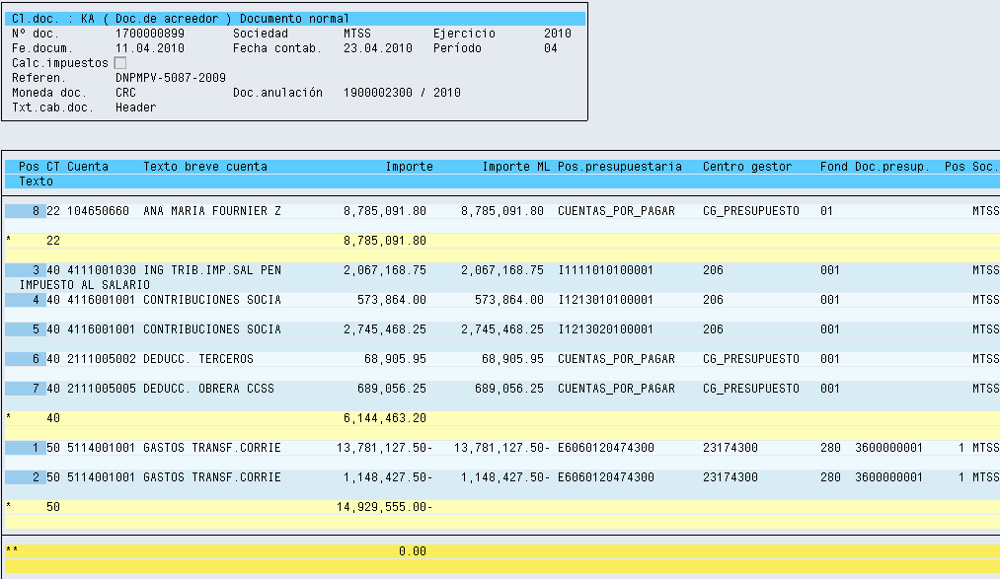 Cl.doc. : KA ( Doc.de acreedor ) Documento normal
Nº doc. 1700000899 Sociedad MTSS Ejercicio 2010
Fe.docum. 11.04.2010 Fecha contab. 23.04.2010 Período 04
Calc.impuestos
Referen. DNPMPV-5087-2009
Moneda doc. CRC Doc.anulación 1900002300 / 2010
Txt.cab.doc. Header
Pos CT Cuenta Texto breve cuenta Importe Importe ML Pos.presupuestaria Centro gestor Fond Doc.presup. Pos Soc.
Texto
8 22 104650660 ANA MARIA FOURNIER Z 8,785,091.80 8,785,091.80 CUENTAS_POR_PAGAR CG_PRESUPUESTO 01 MTSS
* 22 8,785,091.80
3 40 4111001030 ING TRIB.IMP.SAL PEN 2,067,168.75 2,067,168.75 I1111010100001 206 001 MTSS
IMPUESTO AL SALARIO
4 40 4116001001 CONTRIBUCIONES SOCIA 573,864.00 573,864.00 I1213010100001 206 001 MTSS
5 40 4116001001 CONTRIBUCIONES SOCIA 2,745,468.25 2,745,468.25 I1213020100001 206 001 MTSS
6 40 2111005002 DEDUCC. TERCEROS 68,905.95 68,905.95 CUENTAS_POR_PAGAR CG_PRESUPUESTO 001 MTSS
7 40 2111005005 DEDUCC. OBRERA CCSS 689,056.25 689,056.25 CUENTAS_POR_PAGAR CG_PRESUPUESTO 001 MTSS
* 40 6,144,463.20
1 50 5114001001 GASTOS TRANSF.CORRIE 13,781,127.50- 13,781,127.50- E6060120474300 23174300 280 3600000001 1 MTSS
2 50 5114001001 GASTOS TRANSF.CORRIE 1,148,427.50- 1,148,427.50- E6060120474300 23174300 280 3600000001 1 MTSS
* 50 14,929,555.00-
** 0.00